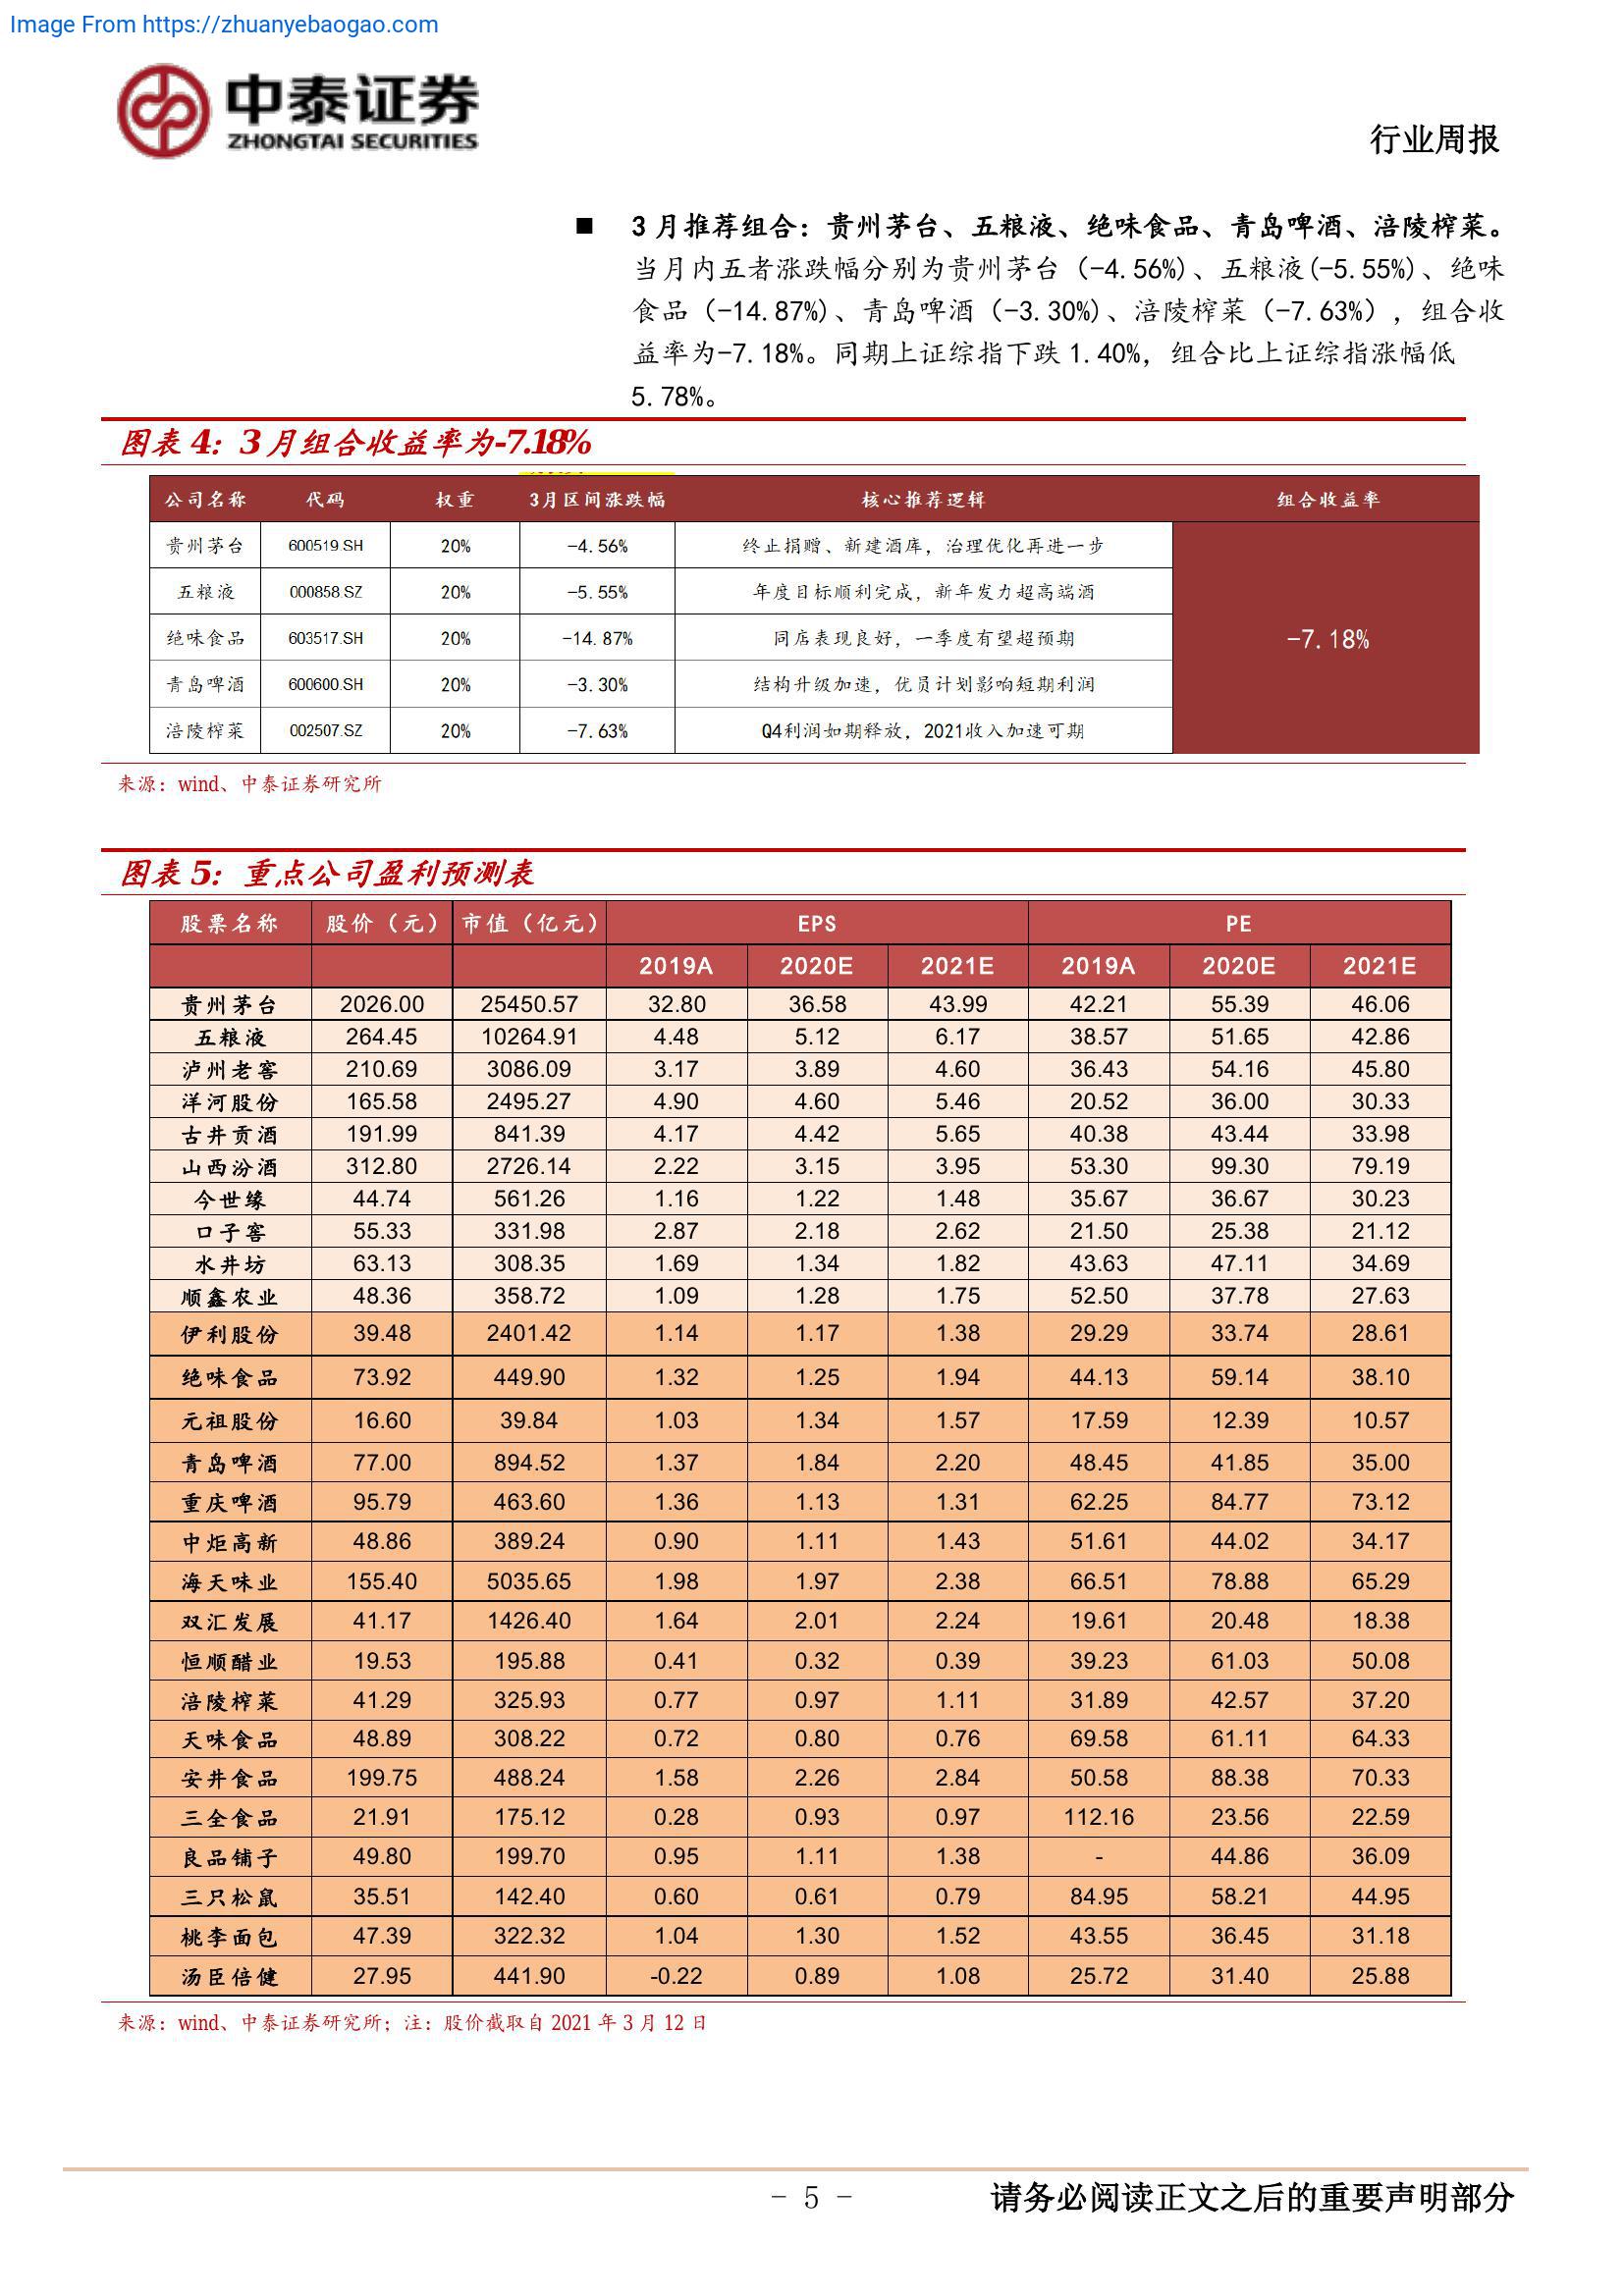 Image From https://zhuanyebaogao.com
中泰证券
ZHONGTAI SECURITIES
行业周报
■ 3 月推荐组合：贵州茅台、五粮液、绝味食品、青岛啤酒、涪陵榨菜。
当月内五者涨跌幅分别为贵州茅台（-4.56%)、五粮液(-5.55%)、绝味
食品（-14.87%)、青岛啤酒（-3.30%)、涪陵榨菜（-7.63%），组合收
益率为-7.18%。同期上证综指下跌 1.40%，组合比上证综指涨幅低
5.78%。
图表 4：3 月组合收益率为-7.18%
公司名称 代码 权重 3月区间涨跌幅 核心推荐逻辑 组合收益率
贵州茅台 600519.SH 20% -4.56% 终止捐赠、新建酒库，治理优化再进一步
五粮液 000858.SZ 20% -5.55% 年度目标顺利完成，新年发力超高端酒
绝味食品 603517.SH 20% -14.87% 同店表现良好，一季度有望超预期 -7.18%
青岛啤酒 600600.SH 20% -3.30% 结构升级加速，优员计划影响短期利润
涪陵榨菜 002507.SZ 20% -7.63% Q4利润如期释放，2021收入加速可期
来源：wind、中泰证券研究所
图表 5：重点公司盈利预测表
股票名称 股价（元） 市值（亿元） EPS PE
2019A 2020E 2021E 2019A 2020E 2021E
贵州茅台 2026.00 25450.57 32.80 36.58 43.99 42.21 55.39 46.06
五粮液 264.45 10264.91 4.48 5.12 6.17 38.57 51.65 42.86
泸州老窖 210.69 3086.09 3.17 3.89 4.60 36.43 54.16 45.80
洋河股份 165.58 2495.27 4.90 4.60 5.46 20.52 36.00 30.33
古井贡酒 191.99 841.39 4.17 4.42 5.65 40.38 43.44 33.98
山西汾酒 312.80 2726.14 2.22 3.15 3.95 53.30 99.30 79.19
今世缘 44.74 561.26 1.16 1.22 1.48 35.67 36.67 30.23
口子窖 55.33 331.98 2.87 2.18 2.62 21.50 25.38 21.12
水井坊 63.13 308.35 1.69 1.34 1.82 43.63 47.11 34.69
顺鑫农业 48.36 358.72 1.09 1.28 1.75 52.50 37.78 27.63
伊利股份 39.48 2401.42 1.14 1.17 1.38 29.29 33.74 28.61
绝味食品 73.92 449.90 1.32 1.25 1.94 44.13 59.14 38.10
元祖股份 16.60 39.84 1.03 1.34 1.57 17.59 12.39 10.57
青岛啤酒 77.00 894.52 1.37 1.84 2.20 48.45 41.85 35.00
重庆啤酒 95.79 463.60 1.36 1.13 1.31 62.25 84.77 73.12
中炬高新 48.86 389.24 0.90 1.11 1.43 51.61 44.02 34.17
海天味业 155.40 5035.65 1.98 1.97 2.38 66.51 78.88 65.29
双汇发展 41.17 1426.40 1.64 2.01 2.24 19.61 20.48 18.38
恒顺醋业 19.53 195.88 0.41 0.32 0.39 39.23 61.03 50.08
涪陵榨菜 41.29 325.93 0.77 0.97 1.11 31.89 42.57 37.20
天味食品 48.89 308.22 0.72 0.80 0.76 69.58 61.11 64.33
安井食品 199.75 488.24 1.58 2.26 2.84 50.58 88.38 70.33
三全食品 21.91 175.12 0.28 0.93 0.97 112.16 23.56 22.59
良品铺子 49.80 199.70 0.95 1.11 1.38 - 44.86 36.09
三只松鼠 35.51 142.40 0.60 0.61 0.79 84.95 58.21 44.95
桃李面包 47.39 322.32 1.04 1.30 1.52 43.55 36.45 31.18
汤臣倍健 27.95 441.90 -0.22 0.89 1.08 25.72 31.40 25.88
来源：wind、中泰证券研究所；注：股价截取自 2021 年 3 月 12 日
- 5 -
请务必阅读正文之后的重要声明部分